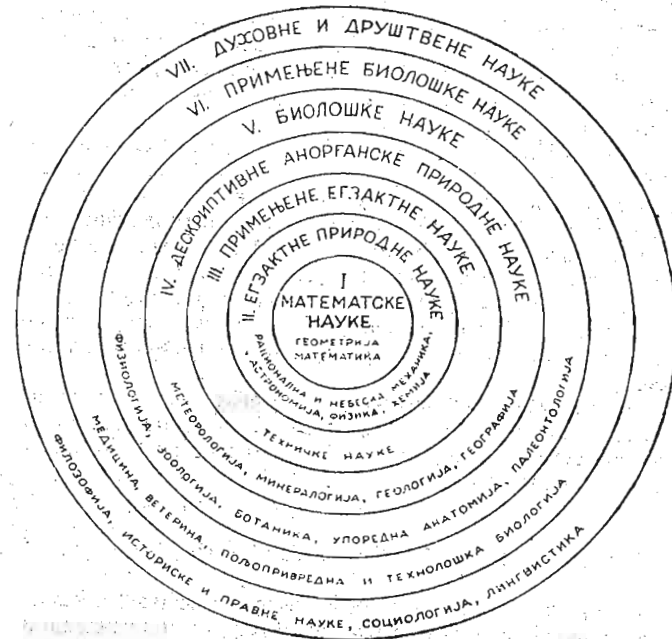 VII. ДУХОВНЕ И ДРУШТВЕНЕ НАУКЕ
VI. ПРИМЕЊЕНЕ БИОЛОШКЕ НАУКЕ
V. БИОЛОШКЕ НАУКЕ
IV. ДЕСКРИПТИВНЕ АНОРГАНСКЕ ПРИРОДНЕ НАУКЕ
III. ПРИМЕЊЕНЕ ЕГЗАКТНЕ НАУКЕ
II. ЕГЗАКТНЕ ПРИРОДНЕ НАУКЕ
I
МАТЕМАТСКЕ
НАУКЕ
ГЕОМЕТРИЈА
МАТЕМАТИКА
РАЦИОНАЛНА И НЕБЕСКА МЕХАНИКА,
АСТРОНОМИЈА, ФИЗИКА, ХЕМИЈА
ТЕХНИЧКЕ НАУКЕ
МЕТЕОРОЛОГИЈА, МИНЕРАЛОГИЈА, ГЕОЛОГИЈА, ГЕОГРАФИЈА
ФИЗИОЛОГИЈА, ЗООЛОГИЈА, БОТАНИКА, УПОРЕДНА АНАТОМИЈА, ПАЛЕОНТОЛОГИЈА
МЕДИЦИНА, ВЕТЕРИНА, ПОЉОПРИВРЕДНА И ТЕХНОЛОШКА БИОЛОГИЈА
ФИЛОЗОФИЈА, ИСТОРИСКЕ И ПРАВНЕ НАУКЕ, СОЦИОЛОГИЈА, ЛИНГВИСТИКА